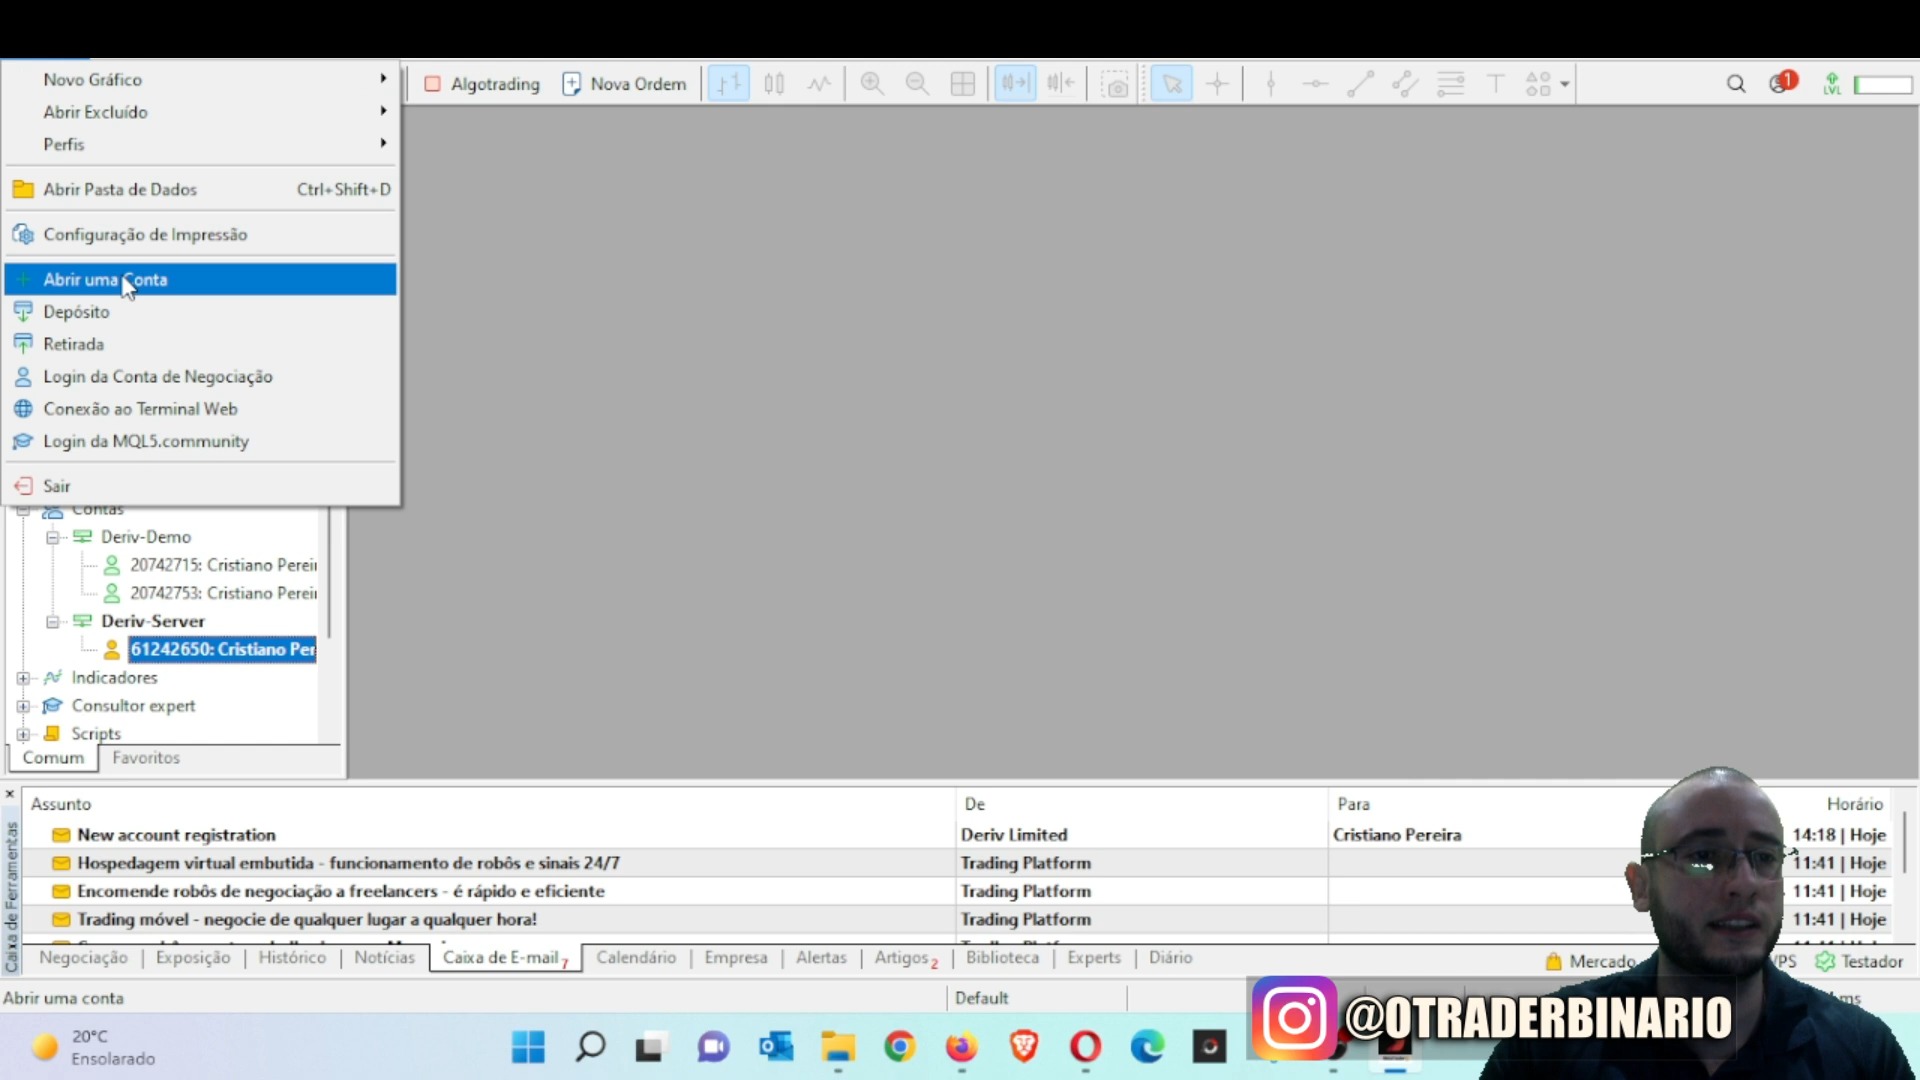 Novo Gráfico
Abrir Excluído
Perfis
Abrir Pasta de Dados Ctrl+Shift+D
Configuração de Impressão
Abrir uma Conta
Depósito
Retirada
Login da Conta de Negociação
Conexão ao Terminal Web
Login da MQL5.community
Sair
Algotrading
Nova Ordem
1
LVL
Contas
Deriv-Demo
20742715: Cristiano Perei
20742753: Cristiano Perei
Deriv-Server
61242650: Cristiano Per
Indicadores
Consultor expert
Scripts
Comum Favoritos
Caixa de Ferramentas
Assunto De Para Horário
New account registration Deriv Limited Cristiano Pereira 14:18 | Hoje
Hospedagem virtual embutida - funcionamento de robôs e sinais 24/7 Trading Platform 11:41 | Hoje
Encomende robôs de negociação a freelancers - é rápido e eficiente Trading Platform 11:41 | Hoje
Trading móvel - negocie de qualquer lugar a qualquer hora! Trading Platform 11:41 | Hoje
Negociação Exposição Histórico Notícias Caixa de E-mail 7 Calendário Empresa Alertas Artigos 2 Biblioteca Experts Diário Mercado VPS Testador
Abrir uma conta Default ms
@OTRADERBINARIO
20°C
Ensolarado